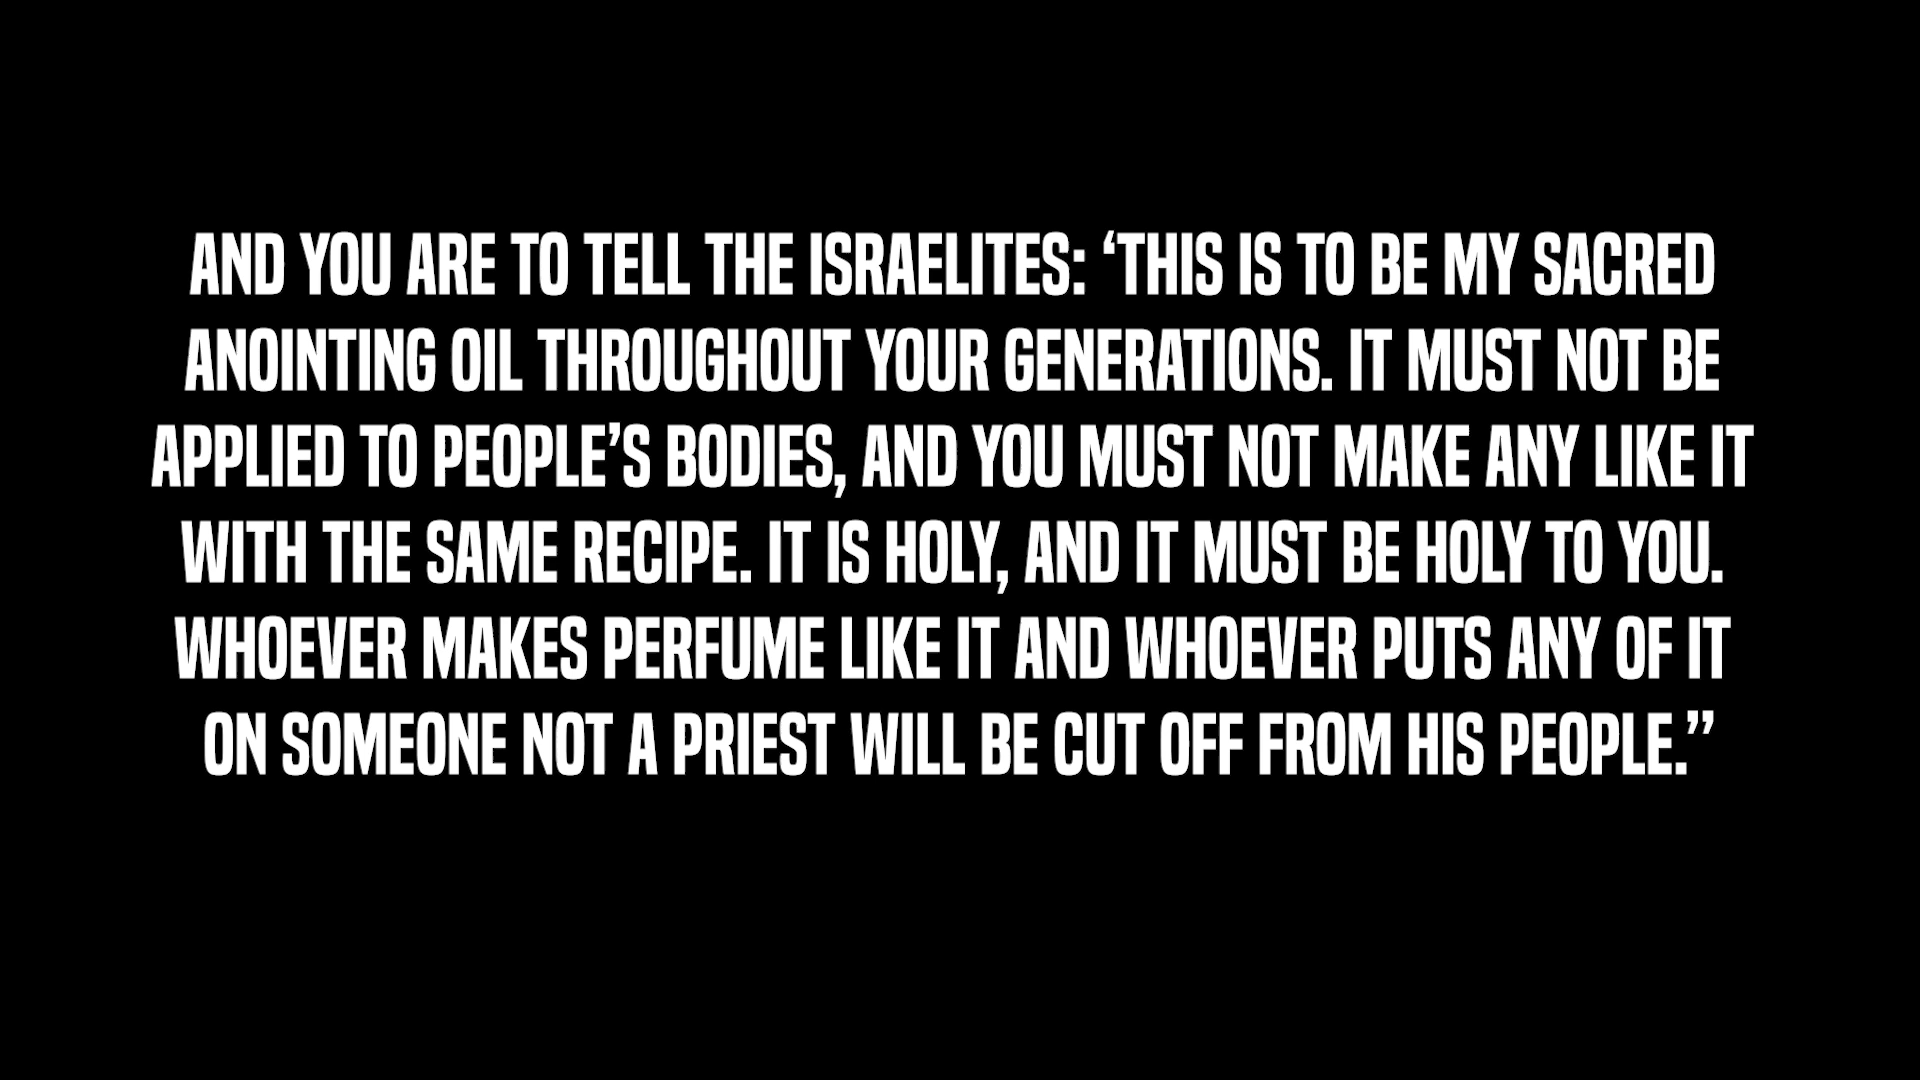 AND YOU ARE TO TELL THE ISRAELITES: ‘THIS IS TO BE MY SACRED
ANOINTING OIL THROUGHOUT YOUR GENERATIONS. IT MUST NOT BE
APPLIED TO PEOPLE’S BODIES, AND YOU MUST NOT MAKE ANY LIKE IT
WITH THE SAME RECIPE. IT IS HOLY, AND IT MUST BE HOLY TO YOU.
WHOEVER MAKES PERFUME LIKE IT AND WHOEVER PUTS ANY OF IT
ON SOMEONE NOT A PRIEST WILL BE CUT OFF FROM HIS PEOPLE.’’